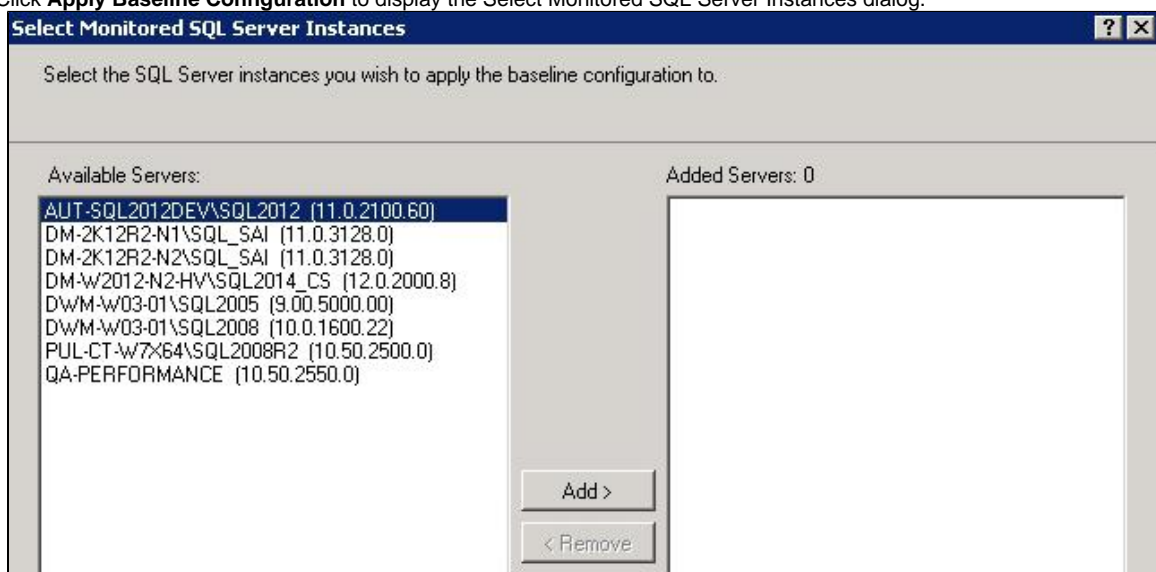 Click Apply Baseline Configuration to display the Select Monitored SQL Server Instances dialog.
Select Monitored SQL Server Instances
Select the SQL Server instances you wish to apply the baseline configuration to.
Available Servers:
Added Servers: 0
AUT-SQL2012DEV\SQL2012 (11.0.2100.60)
DM-2K12R2-N1\SQL_SAI (11.0.3128.0)
DM-2K12R2-N2\SQL_SAI (11.0.3128.0)
DM-W2012-N2-HV\SQL2014_CS (12.0.2000.8)
DWM-W03-01\SQL2005 (9.00.5000.00)
DWM-W03-01\SQL2008 (10.0.1600.22)
PUL-CT-W7X64\SQL2008R2 (10.50.2500.0)
QA-PERFORMANCE (10.50.2550.0)
Add >
< Remove